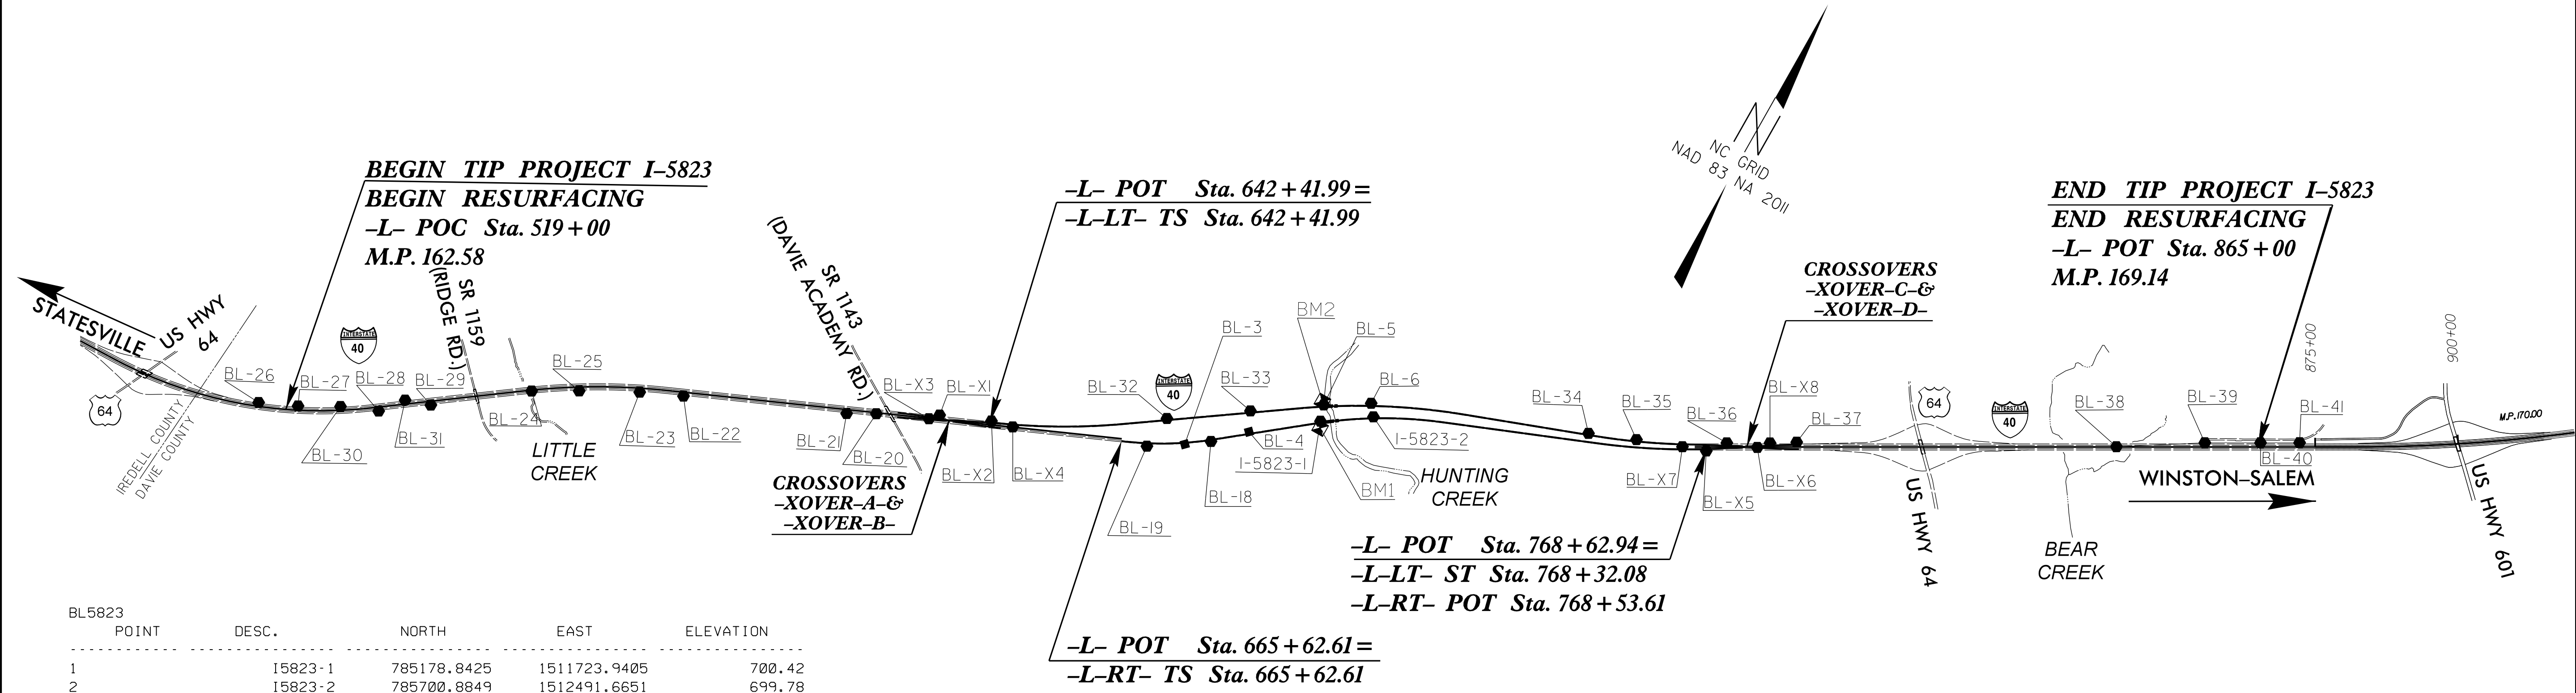 BEGIN TIP PROJECT I–5823
BEGIN RESURFACING
–L– POC Sta. 519+00
M.P. 162.58
–L– POT Sta. 642+41.99=
–L–LT– TS Sta. 642+41.99
NC GRID
NAD 83 NA 2011
END TIP PROJECT I–5823
END RESURFACING
–L– POT Sta. 865+00
M.P. 169.14
CROSSOVERS
–XOVER–C–&
–XOVER–D–
STATESVILLE
US HWY
64
64
IREDELL COUNTY
DAVIE COUNTY
INTERSTATE
40
SR 1159
(RIDGE RD.)
SR 1143
(DAVIE ACADEMY RD.)
BL-26
BL-27
BL-28
BL-29
BL-25
BL-30
BL-31
BL-24
LITTLE
CREEK
BL-23
BL-22
BL-21
BL-20
BL-X3
BL-X1
BL-X2
BL-X4
CROSSOVERS
–XOVER–A–&
–XOVER–B–
BL-32
INTERSTATE
40
BL-3
BL-33
BM2
BL-5
BL-6
BL-19
BL-18
BL-4
I-5823-1
I-5823-2
BM1
HUNTING
CREEK
BL-34
BL-35
BL-36
BL-X8
BL-37
BL-X7
BL-X5
BL-X6
64
US HWY 64
INTERSTATE
40
BL-38
BEAR
CREEK
BL-39
BL-41
BL-40
875+00
900+00
M.P.170.00
WINSTON–SALEM
US HWY 601
–L– POT Sta. 768+62.94=
–L–LT– ST Sta. 768+32.08
–L–RT– POT Sta. 768+53.61
–L– POT Sta. 665+62.61=
–L–RT– TS Sta. 665+62.61
BL5823
POINT DESC. NORTH EAST ELEVATION
1 I5823-1 785178.8425 1511723.9405 700.42
2 I5823-2 785700.8849 1512491.6651 699.78